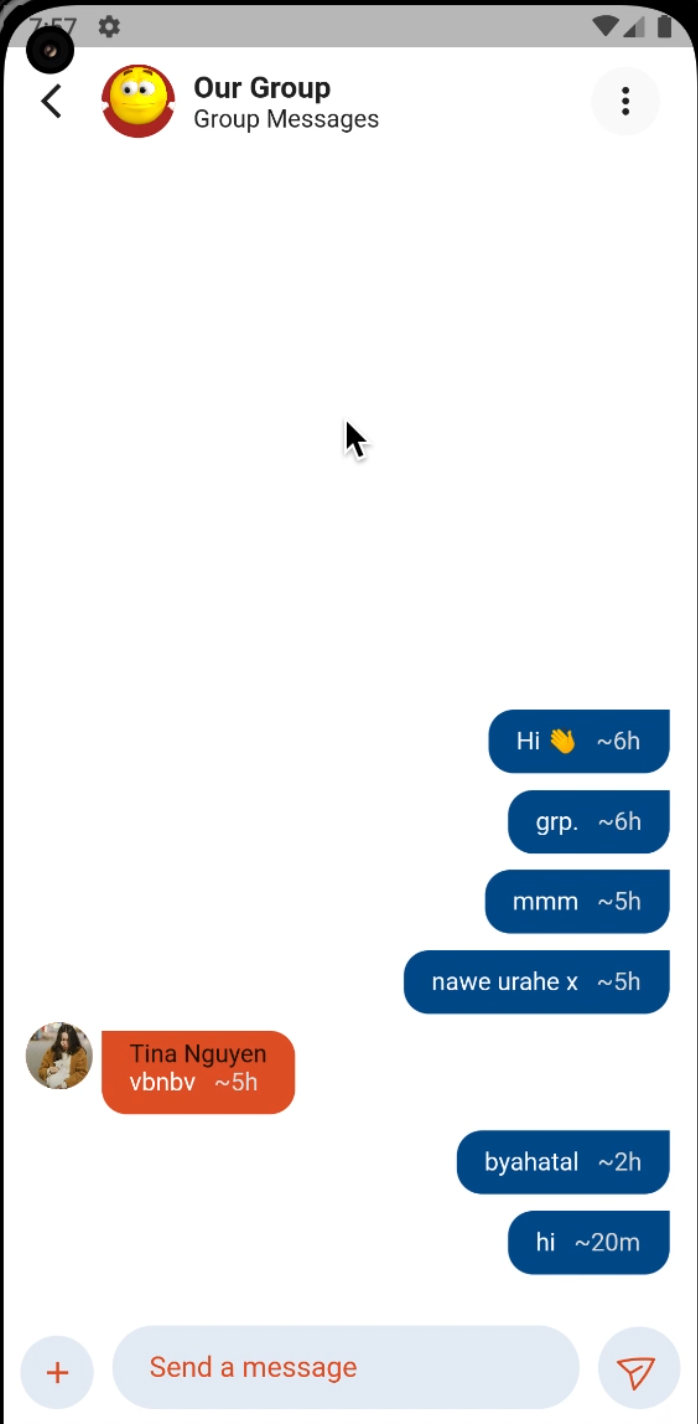 7:57
Our Group
Group Messages
Hi 👋 ~6h
grp. ~6h
mmm ~5h
nawe urahe x ~5h
Tina Nguyen
vbnbv ~5h
byahatal ~2h
hi ~20m
Send a message